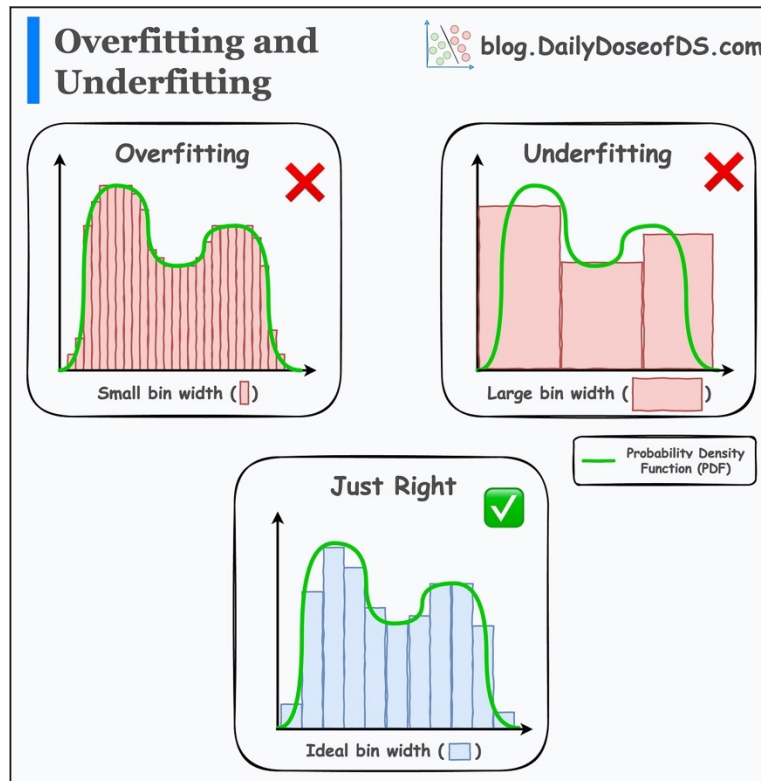 Overfitting and
Underfitting
blog.DailyDoseofDS.com
Overfitting
Small bin width ( )
Underfitting
Large bin width ( )
Probability Density
Function (PDF)
Just Right
Ideal bin width ( )